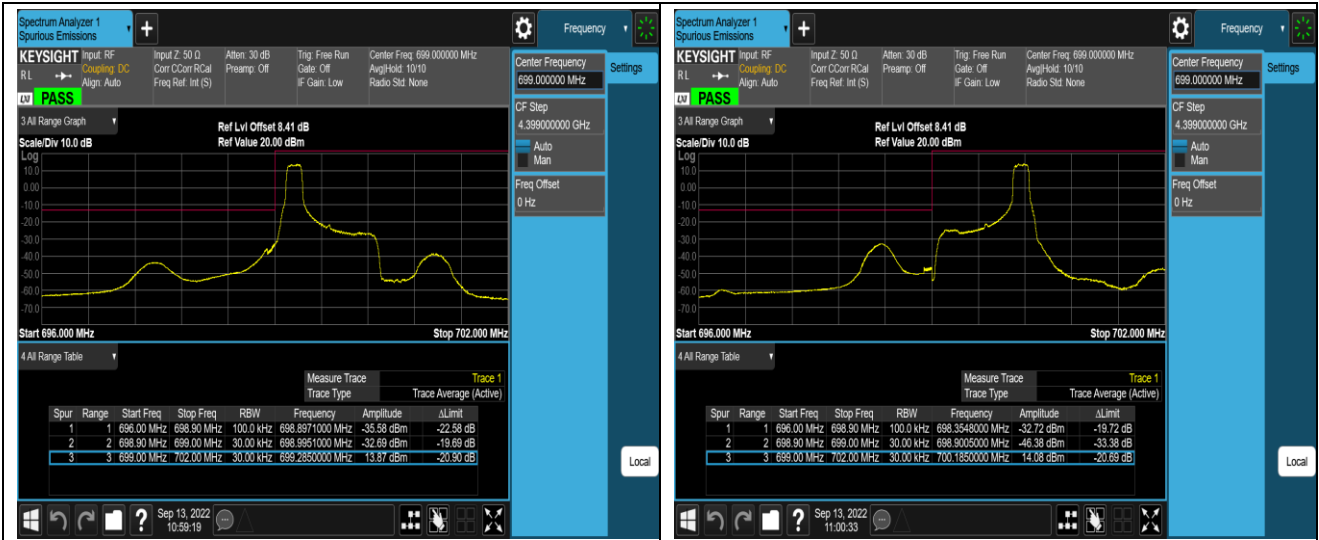 Spectrum Analyzer 1
Spurious Emissions
+
Frequency
KEYSIGHT Input: RF Input Z: 50 Ω Atten: 30 dB Trig: Free Run Center Freq: 699.000000 MHz
RL Coupling: DC Corr CCorr RCal Preamp: Off Gate: Off Avg|Hold: 10/10
Align: Auto Freq Ref: Int (S) IF Gain: Low Radio Std: None
LXI PASS
Center Frequency
699.000000 MHz
Settings
CF Step
4.399000000 GHz
Auto
Man
Freq Offset
0 Hz
3 All Range Graph
Ref Lvl Offset 8.41 dB
Scale/Div 10.0 dB Ref Value 20.00 dBm
Log
10.0
0.00
-10.0
-20.0
-30.0
-40.0
-50.0
-60.0
-70.0
Start 696.000 MHz Stop 702.000 MHz
4 All Range Table
Measure Trace Trace 1
Trace Type Trace Average (Active)
Spur Range Start Freq Stop Freq RBW Frequency Amplitude ΔLimit
1 1 696.00 MHz 698.90 MHz 100.0 kHz 698.8971000 MHz -35.58 dBm -22.58 dB
2 2 698.90 MHz 699.00 MHz 30.00 kHz 698.9951000 MHz -32.69 dBm -19.69 dB
3 3 699.00 MHz 702.00 MHz 30.00 kHz 699.2850000 MHz 13.87 dBm -20.90 dB
Local
? Sep 13, 2022
10:59:19
Spectrum Analyzer 1
Spurious Emissions
+
Frequency
KEYSIGHT Input: RF Input Z: 50 Ω Atten: 30 dB Trig: Free Run Center Freq: 699.000000 MHz
RL Coupling: DC Corr CCorr RCal Preamp: Off Gate: Off Avg|Hold: 10/10
Align: Auto Freq Ref: Int (S) IF Gain: Low Radio Std: None
LXI PASS
Center Frequency
699.000000 MHz
Settings
CF Step
4.399000000 GHz
Auto
Man
Freq Offset
0 Hz
3 All Range Graph
Ref Lvl Offset 8.41 dB
Scale/Div 10.0 dB Ref Value 20.00 dBm
Log
10.0
0.00
-10.0
-20.0
-30.0
-40.0
-50.0
-60.0
-70.0
Start 696.000 MHz Stop 702.000 MHz
4 All Range Table
Measure Trace Trace 1
Trace Type Trace Average (Active)
Spur Range Start Freq Stop Freq RBW Frequency Amplitude ΔLimit
1 1 696.00 MHz 698.90 MHz 100.0 kHz 698.3548000 MHz -32.72 dBm -19.72 dB
2 2 698.90 MHz 699.00 MHz 30.00 kHz 698.9005000 MHz -46.38 dBm -33.38 dB
3 3 699.00 MHz 702.00 MHz 30.00 kHz 700.1850000 MHz 14.08 dBm -20.69 dB
Local
? Sep 13, 2022
11:00:33